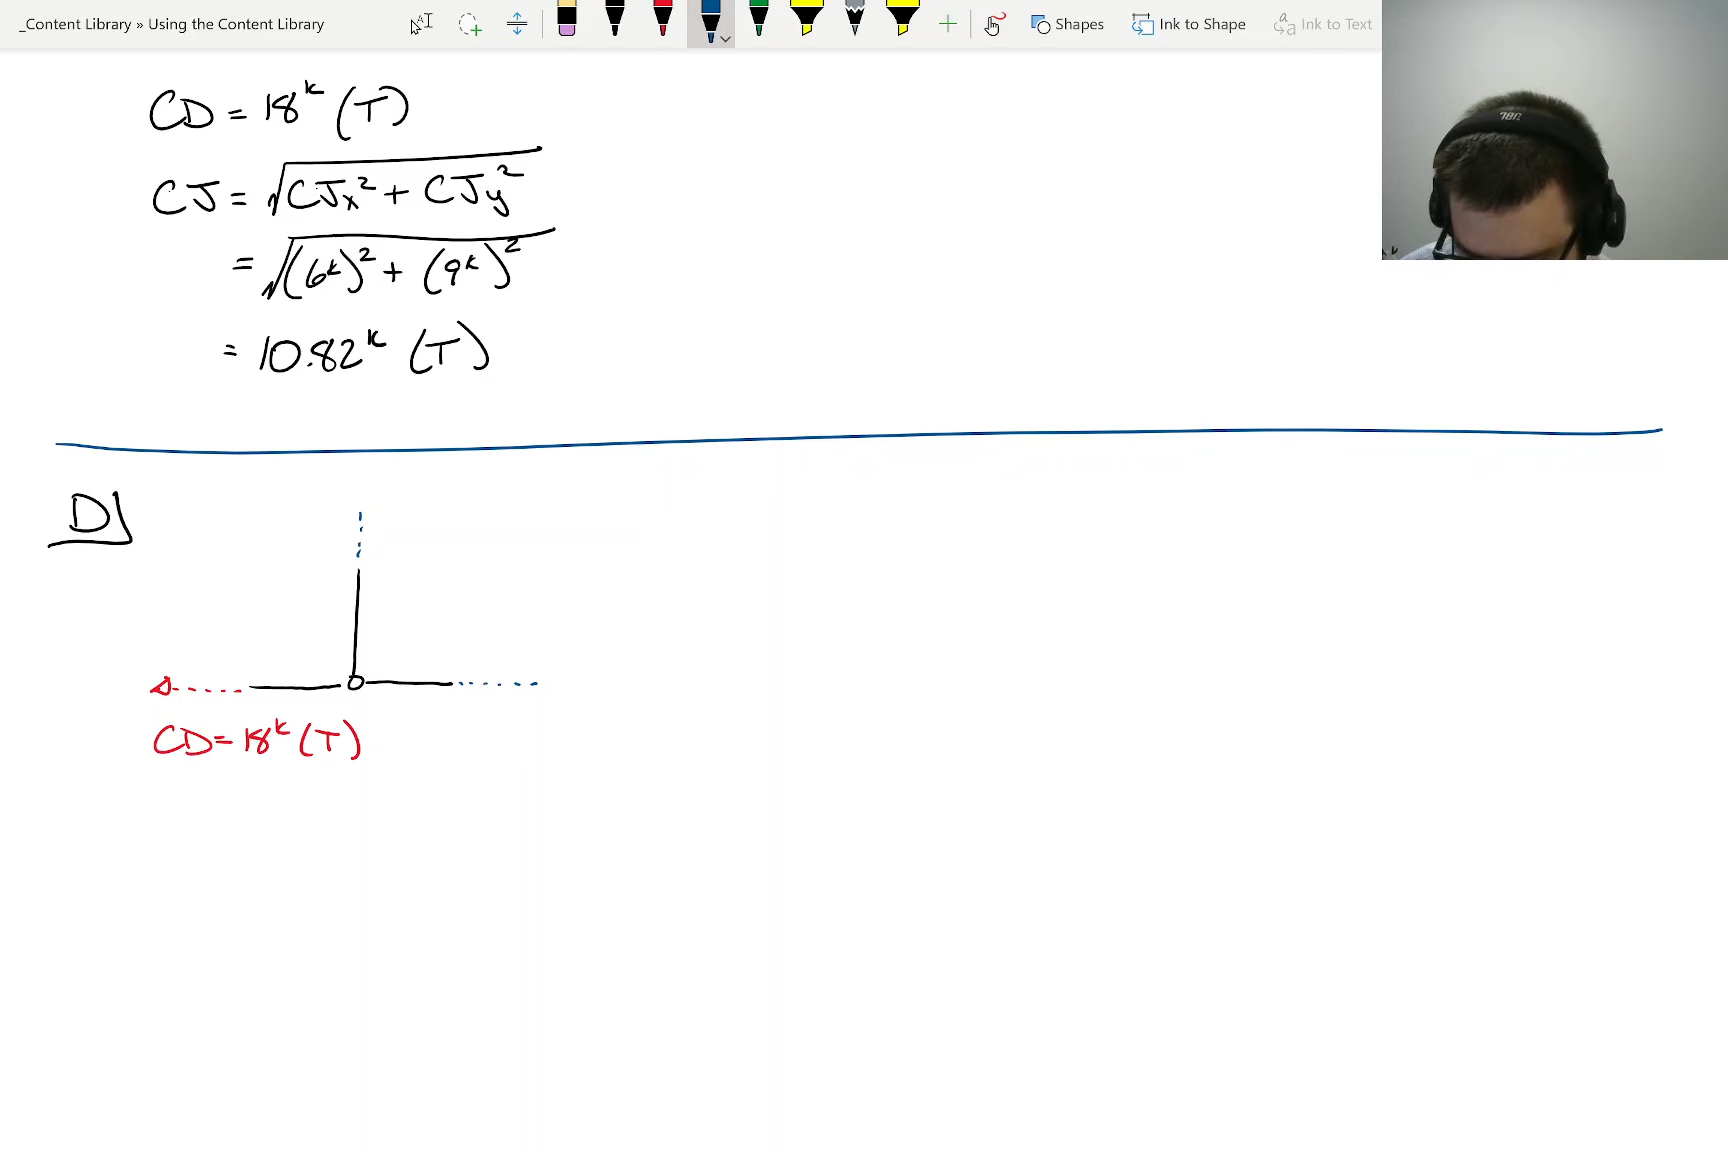 _Content Library » Using the Content Library
Shapes
Ink to Shape
Ink to Text
JBL
CD = 18ᵏ (T)
CJ = √(CJx² + CJy²)
= √((6ᵏ)² + (9ᵏ)²)
= 10.82ᵏ (T)
D)
CD = 18ᵏ (T)